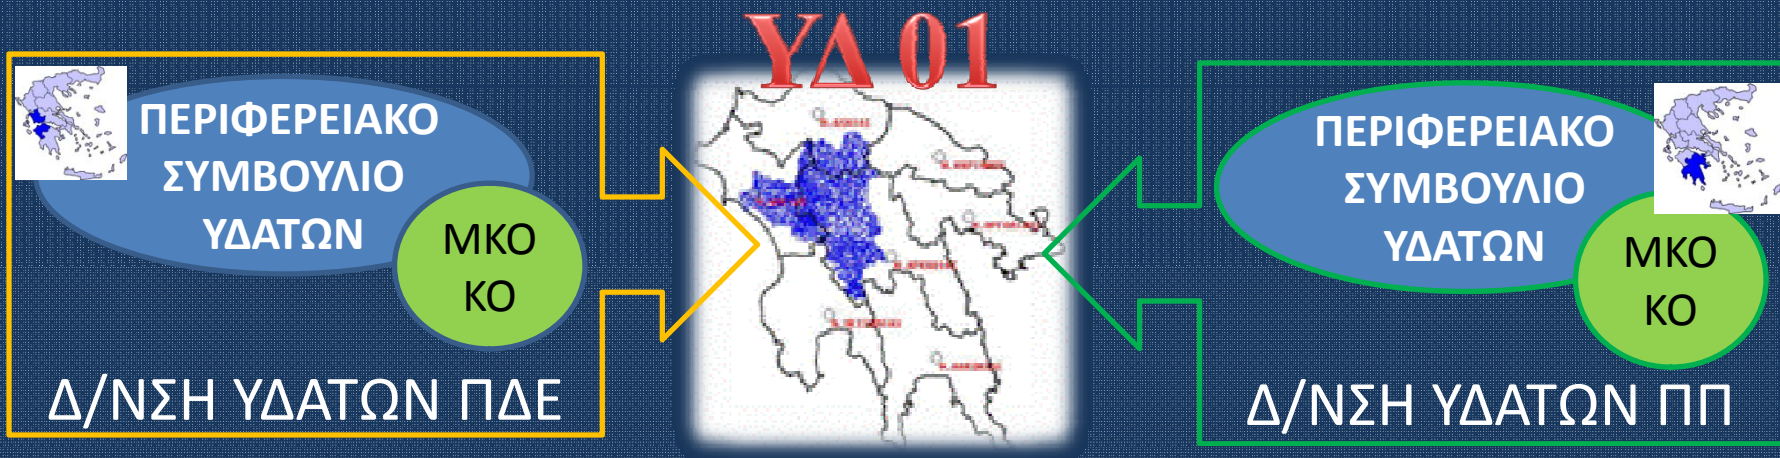 ΥΔ 01
ΠΕΡΙΦΕΡΕΙΑΚΟ
ΣΥΜΒΟΥΛΙΟ
ΥΔΑΤΩΝ
ΜΚΟ
ΚΟ
Δ/ΝΣΗ ΥΔΑΤΩΝ ΠΔΕ
ΠΕΡΙΦΕΡΕΙΑΚΟ
ΣΥΜΒΟΥΛΙΟ
ΥΔΑΤΩΝ
ΜΚΟ
ΚΟ
Δ/ΝΣΗ ΥΔΑΤΩΝ ΠΠ